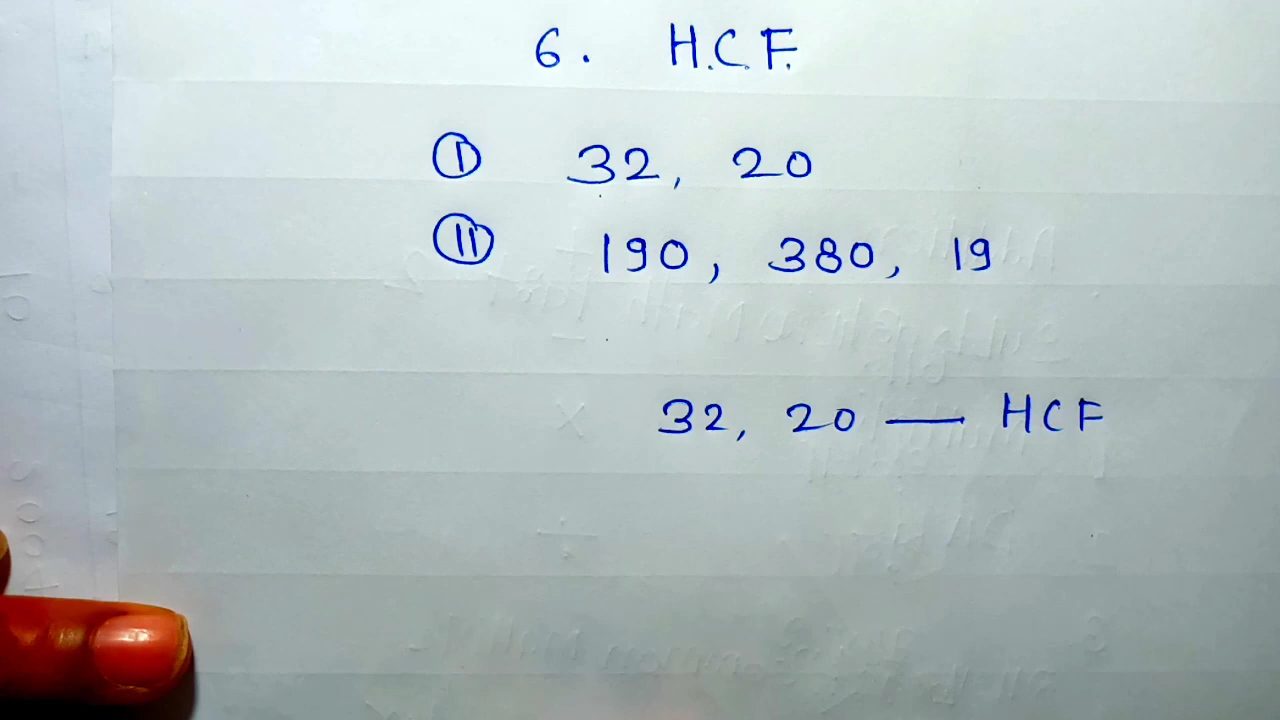 6. H.C.F.
I 32, 20
II 190, 380, 19
32, 20 — HCF